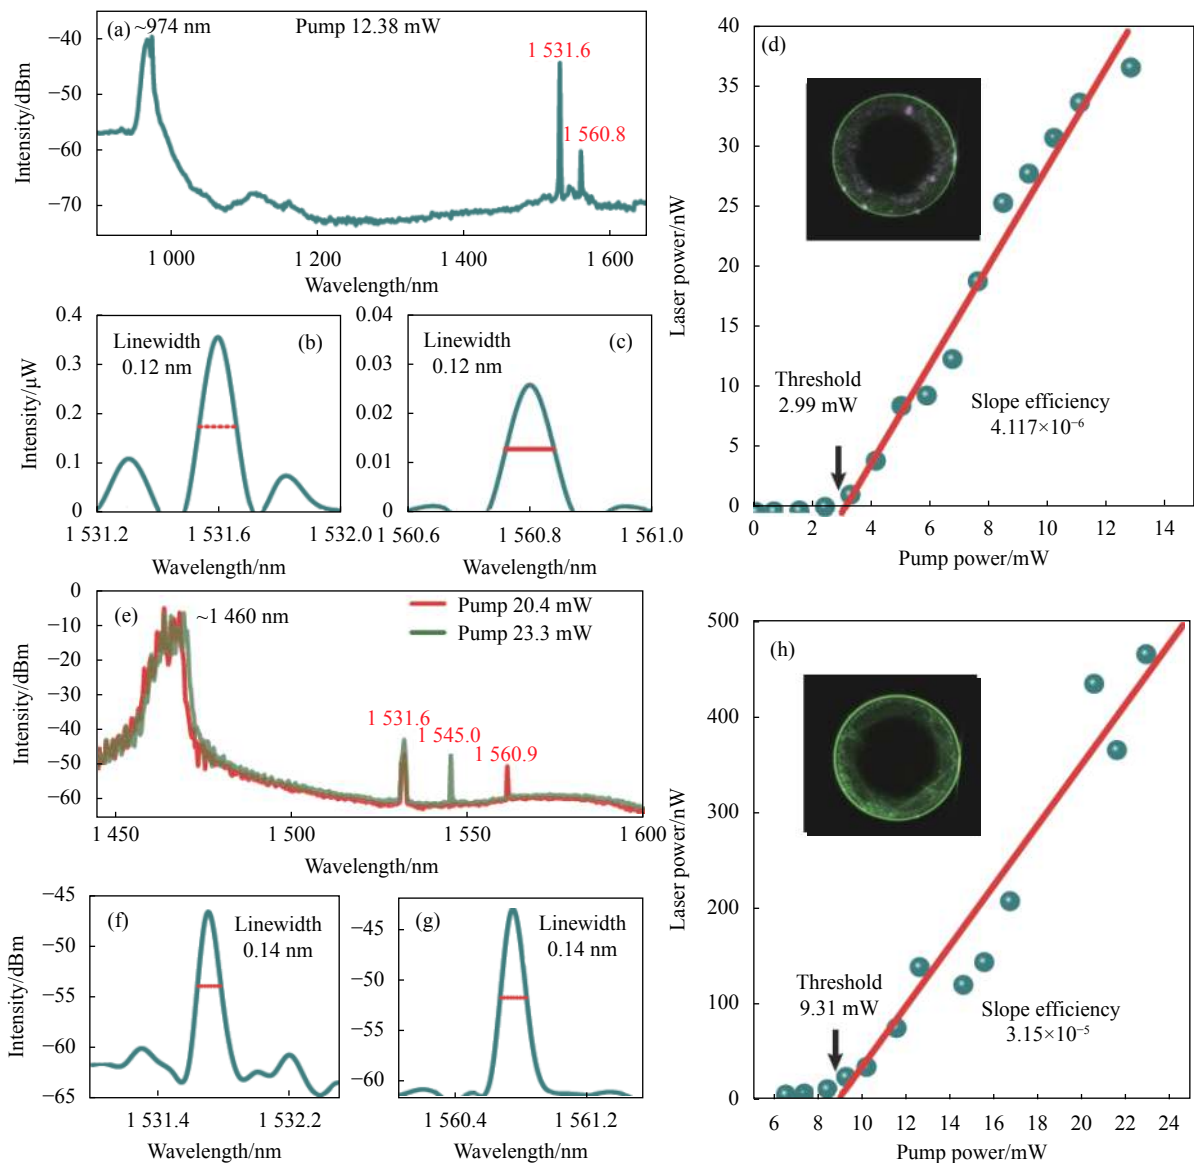 (a)
~974 nm
Pump 12.38 mW
1 531.6
1 560.8
Intensity/dBm
−40
−50
−60
−70
1 000
1 200
1 400
1 600
Wavelength/nm
(b)
Linewidth
0.12 nm
Intensity/μW
0.4
0.3
0.2
0.1
0
1 531.2
1 531.6
1 532.0
Wavelength/nm
(c)
Linewidth
0.12 nm
0.04
0.03
0.02
0.01
0
1 560.6
1 560.8
1 561.0
Wavelength/nm
(d)
Laser power/nW
40
35
30
25
20
15
10
5
0
Threshold
2.99 mW
Slope efficiency
4.117×10⁻⁶
0
2
4
6
8
10
12
14
Pump power/mW
(e)
~1 460 nm
Pump 20.4 mW
Pump 23.3 mW
1 531.6
1 545.0
1 560.9
Intensity/dBm
0
−10
−20
−30
−40
−50
−60
1 450
1 500
1 550
1 600
Wavelength/nm
(f)
Linewidth
0.14 nm
Intensity/dBm
−45
−50
−55
−60
−65
1 531.4
1 532.2
Wavelength/nm
(g)
Linewidth
0.14 nm
−45
−50
−55
−60
1 560.4
1 561.2
Wavelength/nm
(h)
Laser power/nW
500
400
300
200
100
0
Threshold
9.31 mW
Slope efficiency
3.15×10⁻⁵
6
8
10
12
14
16
18
20
22
24
Pump power/mW